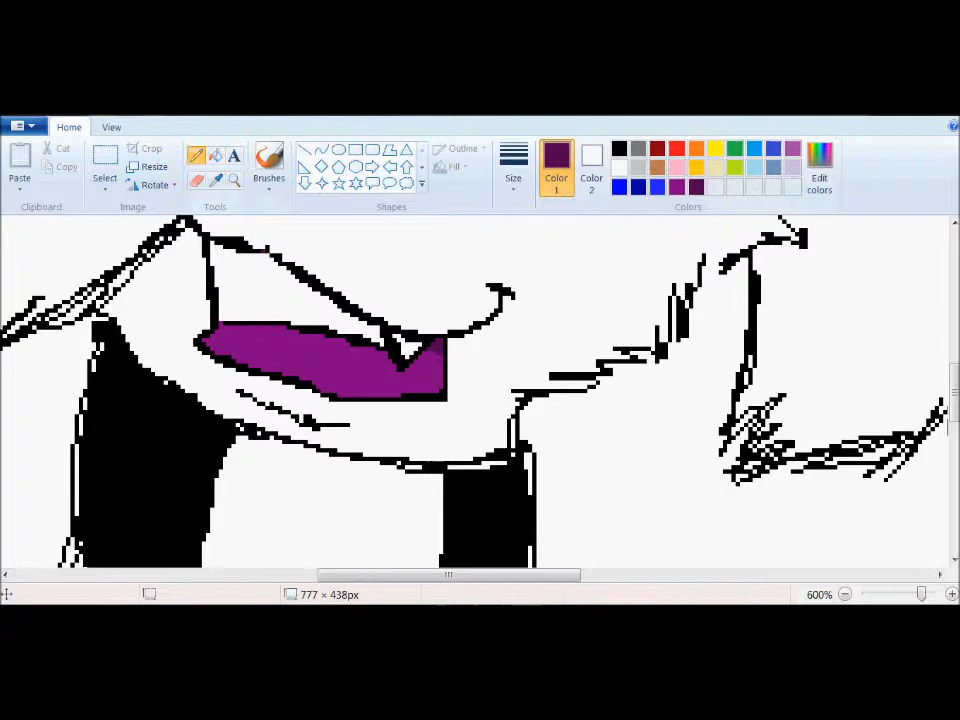 Home View
Paste
Cut
Copy
Clipboard
Select
Crop
Resize
Rotate
Image
A
Tools
Brushes
Outline
Fill
Shapes
Size
Color 1
Color 2
Edit colors
Colors
777 × 438px
600%